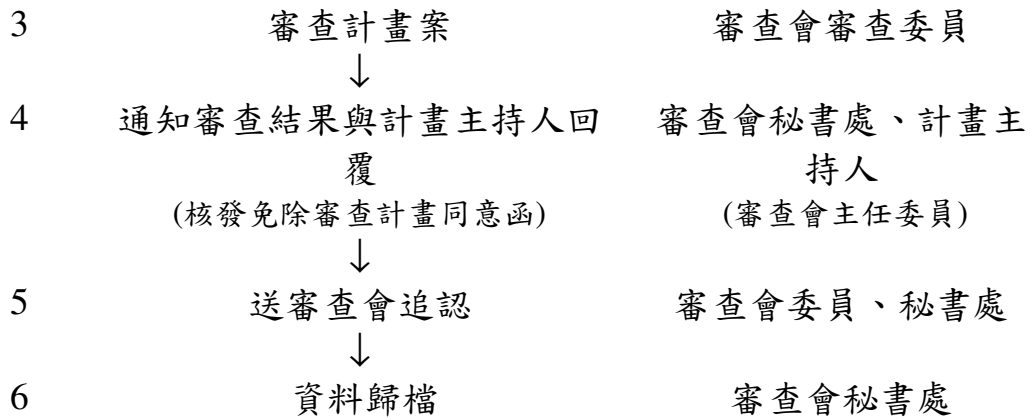 3 審查計畫案 審查會審查委員
↓
4 通知審查結果與計畫主持人回 審查會秘書處、計畫主
覆 持人
(核發免除審查計畫同意函) (審查會主任委員)
↓
5 送審查會追認 審查會委員、秘書處
↓
6 資料歸檔 審查會秘書處